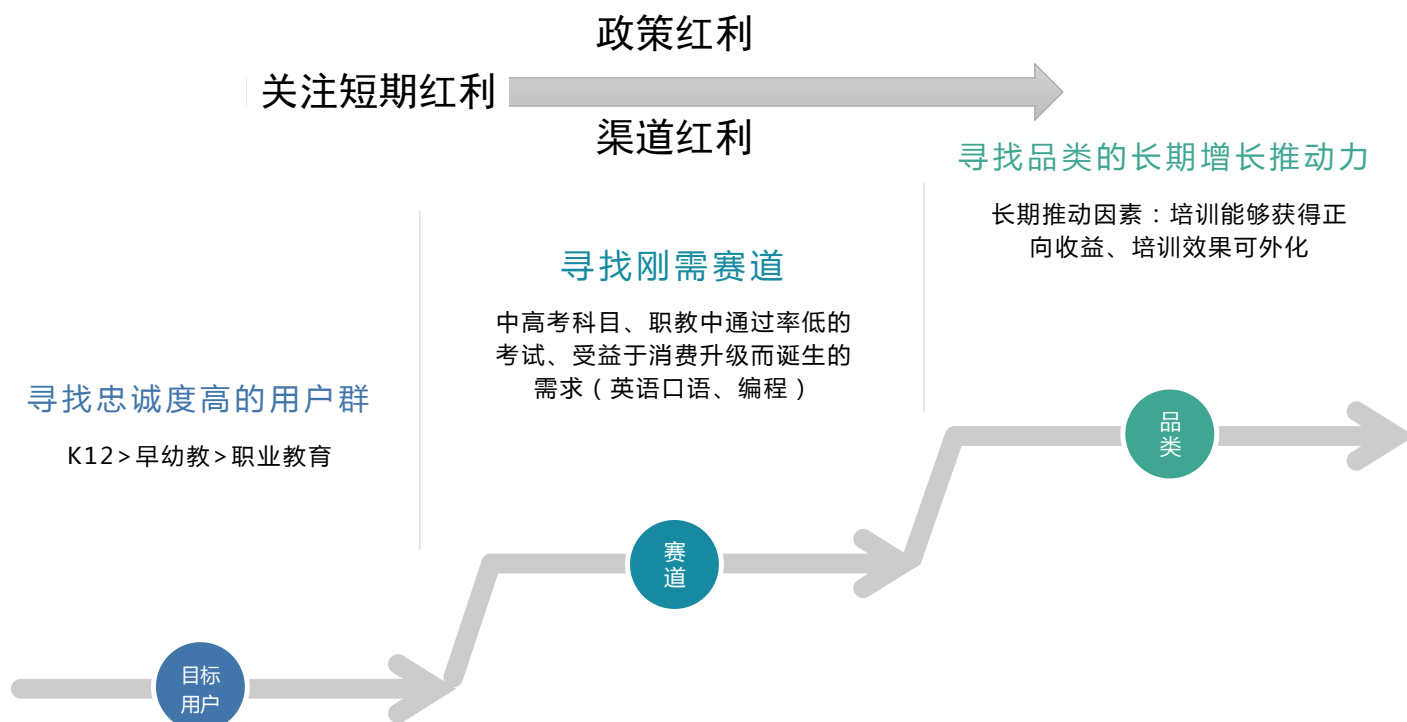 政策红利
关注短期红利
渠道红利
寻找品类的长期增长推动力
长期推动因素：培训能够获得正
向收益、培训效果可外化
寻找刚需赛道
中高考科目、职教中通过率低的
考试、受益于消费升级而诞生的
需求（英语口语、编程）
寻找忠诚度高的用户群
K12>早幼教>职业教育
品
类
赛
道
目标
用户